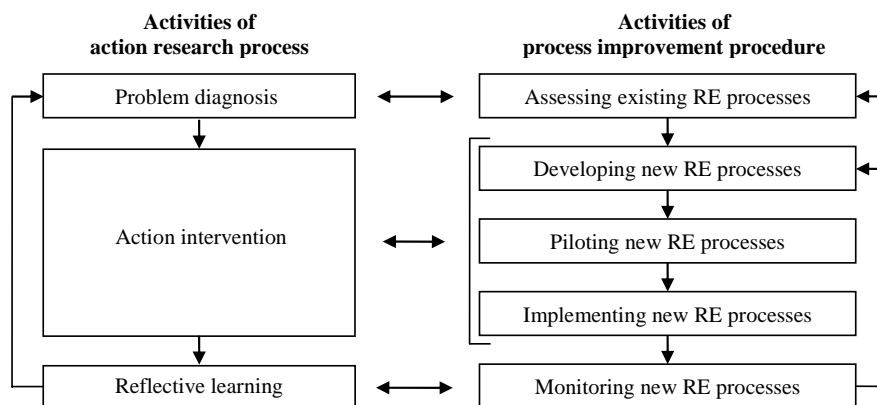 Activities of
action research process
Activities of
process improvement procedure
Problem diagnosis
Assessing existing RE processes
Developing new RE processes
Action intervention
Piloting new RE processes
Implementing new RE processes
Reflective learning
Monitoring new RE processes